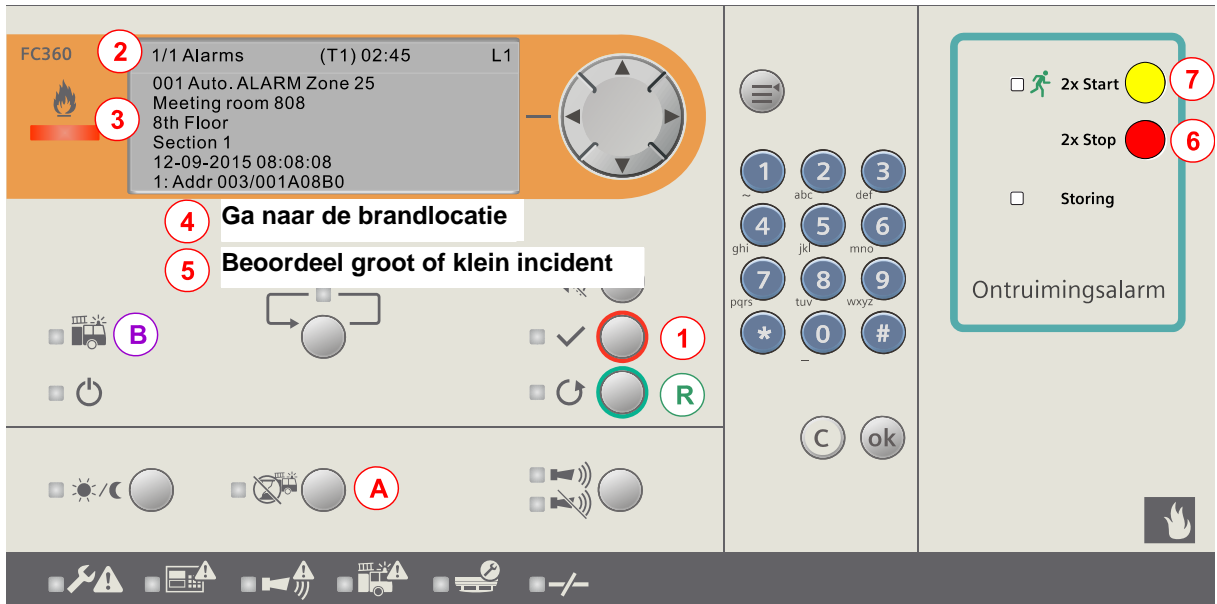 FC360
2
1/1 Alarms (T1) 02:45 L1
3
001 Auto. ALARM Zone 25
Meeting room 808
8th Floor
Section 1
12-09-2015 08:08:08
1: Addr 003/001A08B0
4 Ga naar de brandlocatie
5 Beoordeel groot of klein incident
B
1
R
A
1 2 3
~ abc def
4 5 6
ghi jkl mno
7 8 9
pqrs tuv wxyz
* 0 #
_
C ok
2x Start 7
2x Stop 6
Storing
Ontruimingsalarm